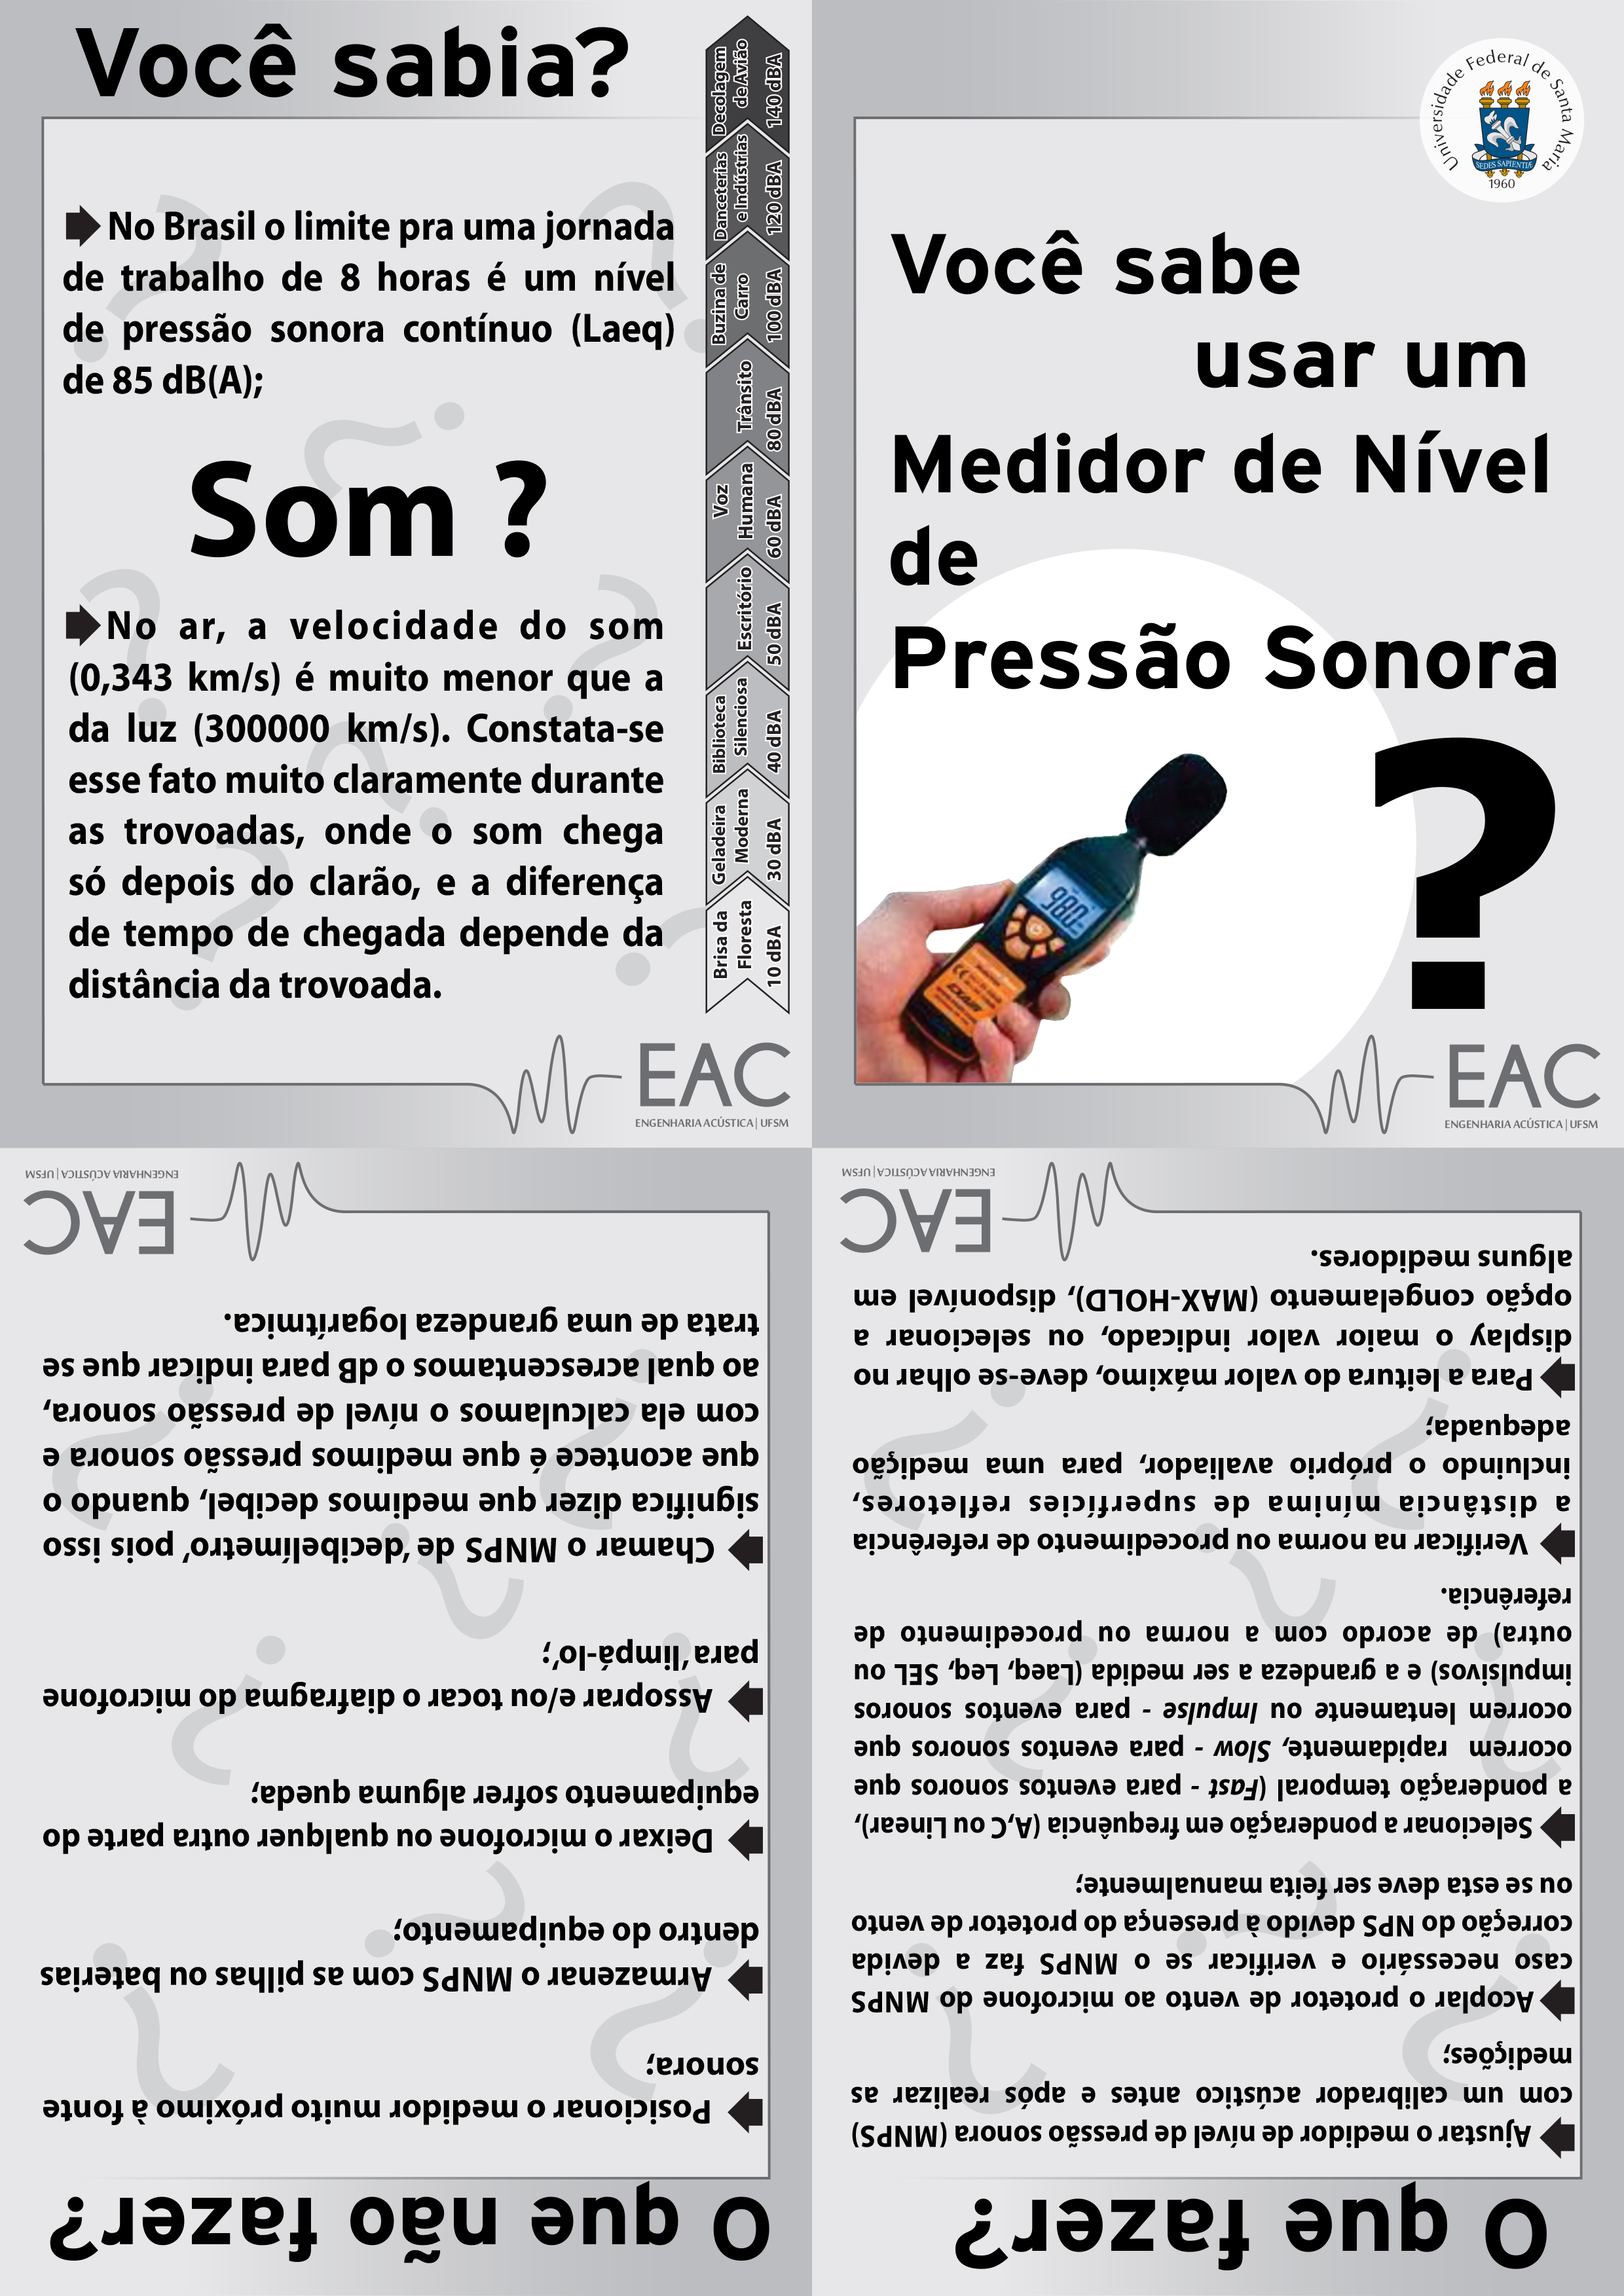 Você sabia?
No Brasil o limite pra uma jornada
de trabalho de 8 horas é um nível
de pressão sonora contínuo (Laeq)
de 85 dB(A);
Som ?
No ar, a velocidade do som
(0,343 km/s) é muito menor que a
da luz (300000 km/s). Constata-se
esse fato muito claramente durante
as trovoadas, onde o som chega
só depois do clarão, e a diferença
de tempo de chegada depende da
distância da trovoada.
Decolagem
de Avião
140 dBA
Danceterias
e Indústrias
120 dBA
Buzina de
Carro
100 dBA
Trânsito
80 dBA
Voz
Humana
60 dBA
Escritório
50 dBA
Biblioteca
Silenciosa
40 dBA
Geladeira
Moderna
30 dBA
Brisa da
Floresta
10 dBA
EAC
ENGENHARIA ACÚSTICA | UFSM
Universidade Federal de Santa Maria
SEDES SAPIENTIÆ
1960
Você sabe
usar um
Medidor de Nível
de
Pressão Sonora
?
98.0
EAC
ENGENHARIA ACÚSTICA | UFSM
O que não fazer?
Posicionar o medidor muito próximo à fonte
sonora;
Armazenar o MNPS com as pilhas ou baterias
dentro do equipamento;
Deixar o microfone ou qualquer outra parte do
equipamento sofrer alguma queda;
Assoprar e/ou tocar o diafragma do microfone
para ‘limpá-lo’;
Chamar o MNPS de ‘decibelímetro’ pois isso
significa dizer que medimos decibel, quando o
que acontece é que medimos pressão sonora e
com ela calculamos o nível de pressão sonora,
ao qual acrescentamos o dB para indicar que se
trata de uma grandeza logarítmica.
EAC
ENGENHARIA ACÚSTICA | UFSM
O que fazer?
Ajustar o medidor de nível de pressão sonora (MNPS)
com um calibrador acústico antes e após realizar as
medições;
Acoplar o protetor de vento ao microfone do MNPS
caso necessário e verificar se o MNPS faz a devida
correção do NPS devido à presença do protetor de vento
ou se esta deve ser feita manualmente;
Selecionar a ponderação em frequência (A,C ou Linear),
a ponderação temporal (Fast - para eventos sonoros que
ocorrem rapidamente, Slow - para eventos sonoros que
ocorrem lentamente ou Impulse - para eventos sonoros
impulsivos) e a grandeza a ser medida (Laeq, Leq, SEL ou
outra) de acordo com a norma ou procedimento de
referência.
Verificar na norma ou procedimento de referência
a distância mínima de superfícies refletores,
incluindo o próprio avaliador, para uma medição
adequada;
Para a leitura do valor máximo, deve-se olhar no
display o maior valor indicado, ou selecionar a
opção congelamento (MAX-HOLD), disponível em
alguns medidores.
EAC
ENGENHARIA ACÚSTICA | UFSM